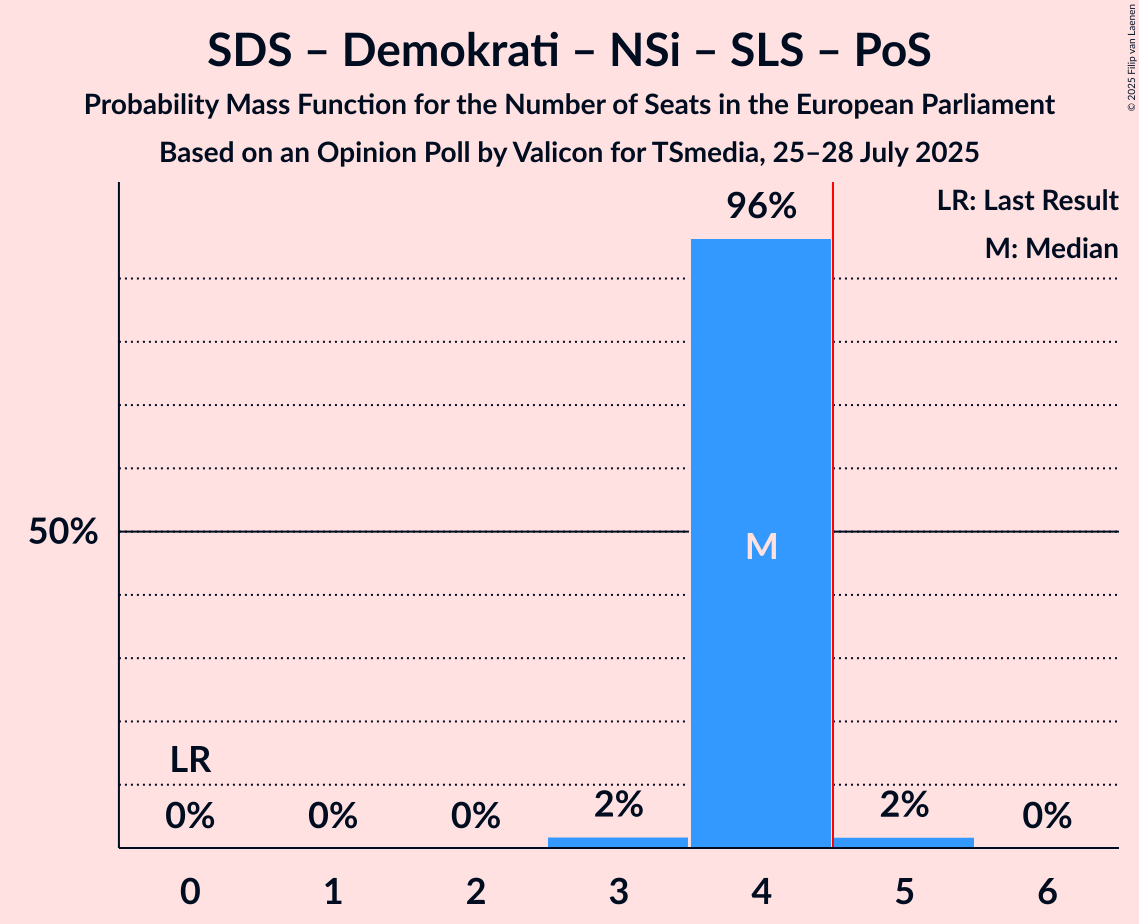 SDS – Demokrati – NSi – SLS – PoS
Probability Mass Function for the Number of Seats in the European Parliament
Based on an Opinion Poll by Valicon for TSmedia, 25–28 July 2025
© 2025 Filip van Laenen
LR: Last Result
M: Median
96%
50%
M
LR
0%
0%
0%
2%
2%
0%
0
1
2
3
4
5
6